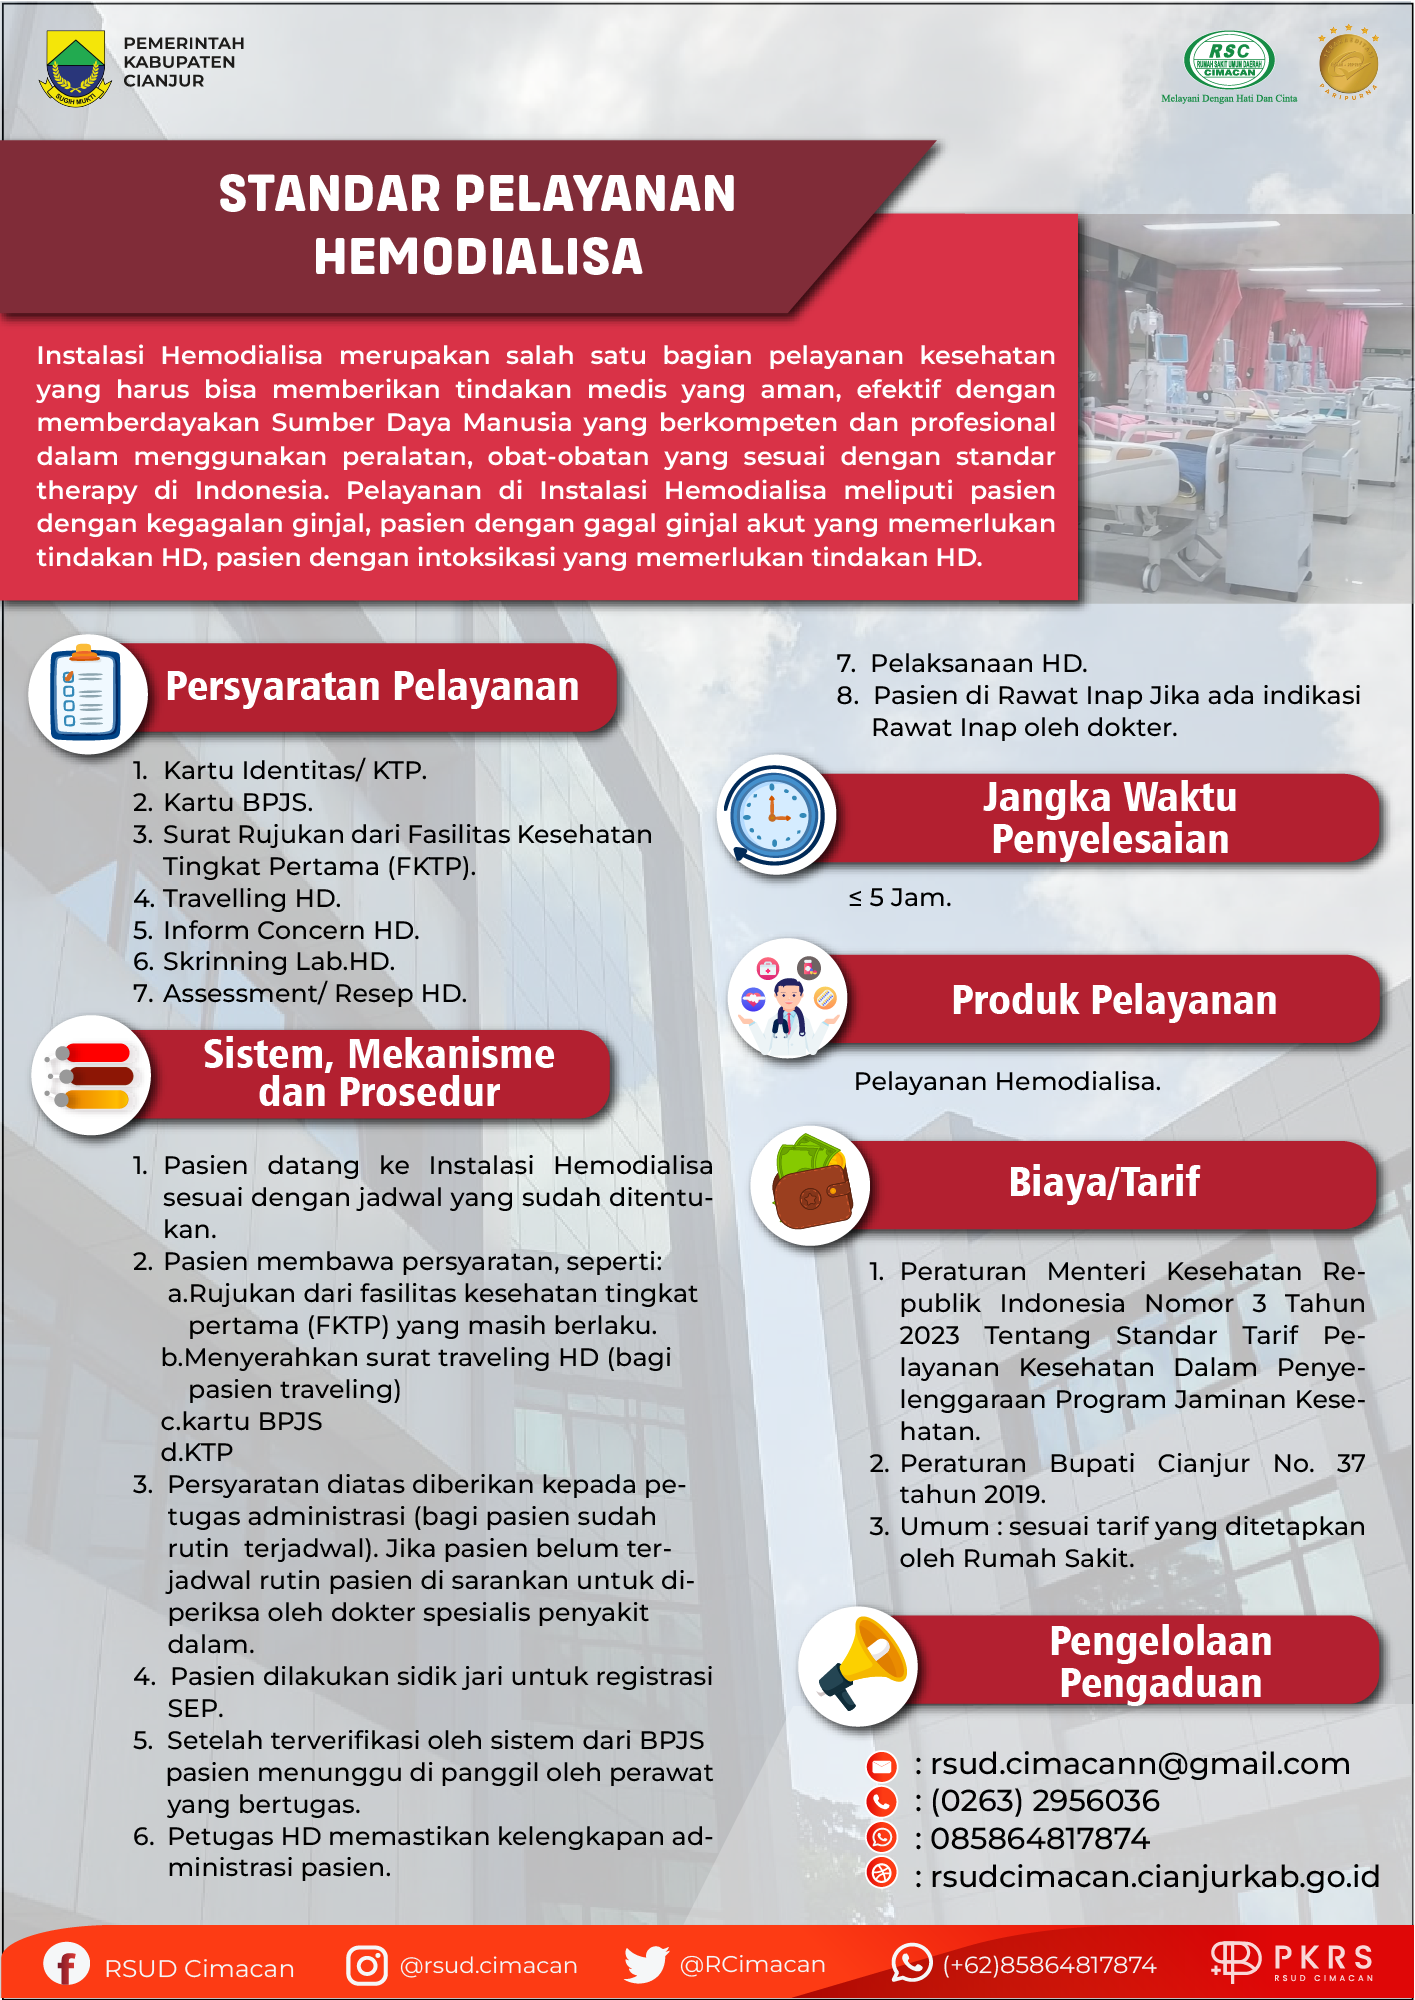 PEMERINTAH
KABUPATEN
CIANJUR
SUGIH MUKTI
RSC
RUMAH SAKIT UMUM DAERAH
CIMACAN
Melayani Dengan Hati Dan Cinta
PARIPURNA
STANDAR PELAYANAN
HEMODIALISA
Instalasi Hemodialisa merupakan salah satu bagian pelayanan kesehatan
yang harus bisa memberikan tindakan medis yang aman, efektif dengan
memberdayakan Sumber Daya Manusia yang berkompeten dan profesional
dalam menggunakan peralatan, obat-obatan yang sesuai dengan standar
therapy di Indonesia. Pelayanan di Instalasi Hemodialisa meliputi pasien
dengan kegagalan ginjal, pasien dengan gagal ginjal akut yang memerlukan
tindakan HD, pasien dengan intoksikasi yang memerlukan tindakan HD.
Persyaratan Pelayanan
1. Kartu Identitas/ KTP.
2. Kartu BPJS.
3. Surat Rujukan dari Fasilitas Kesehatan
Tingkat Pertama (FKTP).
4. Travelling HD.
5. Inform Concern HD.
6. Skrinning Lab.HD.
7. Assessment/ Resep HD.
Sistem, Mekanisme
dan Prosedur
1. Pasien datang ke Instalasi Hemodialisa
sesuai dengan jadwal yang sudah ditentu-
kan.
2. Pasien membawa persyaratan, seperti:
a.Rujukan dari fasilitas kesehatan tingkat
pertama (FKTP) yang masih berlaku.
b.Menyerahkan surat traveling HD (bagi
pasien traveling)
c.kartu BPJS
d.KTP
3. Persyaratan diatas diberikan kepada pe-
tugas administrasi (bagi pasien sudah
rutin terjadwal). Jika pasien belum ter-
jadwal rutin pasien di sarankan untuk di-
periksa oleh dokter spesialis penyakit
dalam.
4. Pasien dilakukan sidik jari untuk registrasi
SEP.
5. Setelah terverifikasi oleh sistem dari BPJS
pasien menunggu di panggil oleh perawat
yang bertugas.
6. Petugas HD memastikan kelengkapan ad-
ministrasi pasien.
7. Pelaksanaan HD.
8. Pasien di Rawat Inap Jika ada indikasi
Rawat Inap oleh dokter.
Jangka Waktu
Penyelesaian
≤ 5 Jam.
Produk Pelayanan
Pelayanan Hemodialisa.
Biaya/Tarif
1. Peraturan Menteri Kesehatan Re-
publik Indonesia Nomor 3 Tahun
2023 Tentang Standar Tarif Pe-
layanan Kesehatan Dalam Penye-
lenggaraan Program Jaminan Kese-
hatan.
2. Peraturan Bupati Cianjur No. 37
tahun 2019.
3. Umum : sesuai tarif yang ditetapkan
oleh Rumah Sakit.
Pengelolaan
Pengaduan
: rsud.cimacann@gmail.com
: (0263) 2956036
: 085864817874
: rsudcimacan.cianjurkab.go.id
RSUD Cimacan
@rsud.cimacan
@RCimacan
(+62)85864817874
PKRS
RSUD CIMACAN